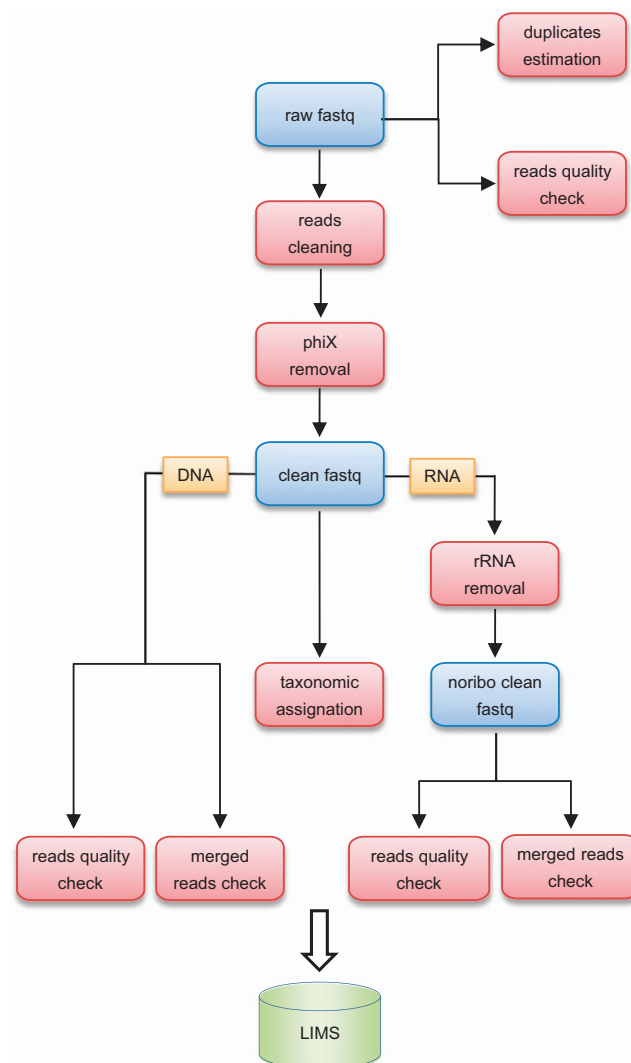 duplicates
estimation
raw fastq
reads quality
check
reads
cleaning
phiX
removal
DNA
clean fastq
RNA
rRNA
removal
taxonomic
assignation
noribo clean
fastq
reads quality
check
merged
reads check
reads quality
check
merged reads
check
LIMS